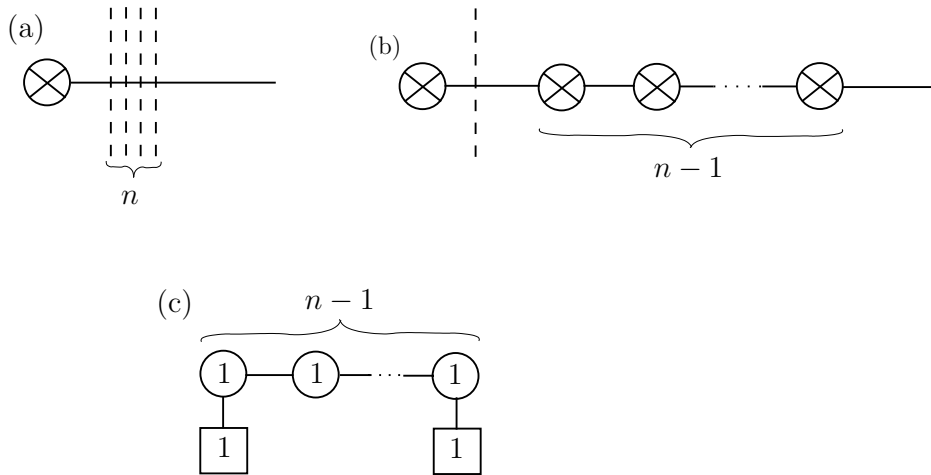 (a)
n
(b)
· · · ·
n − 1
(c)
n − 1
1 1 · · · 1
1 1